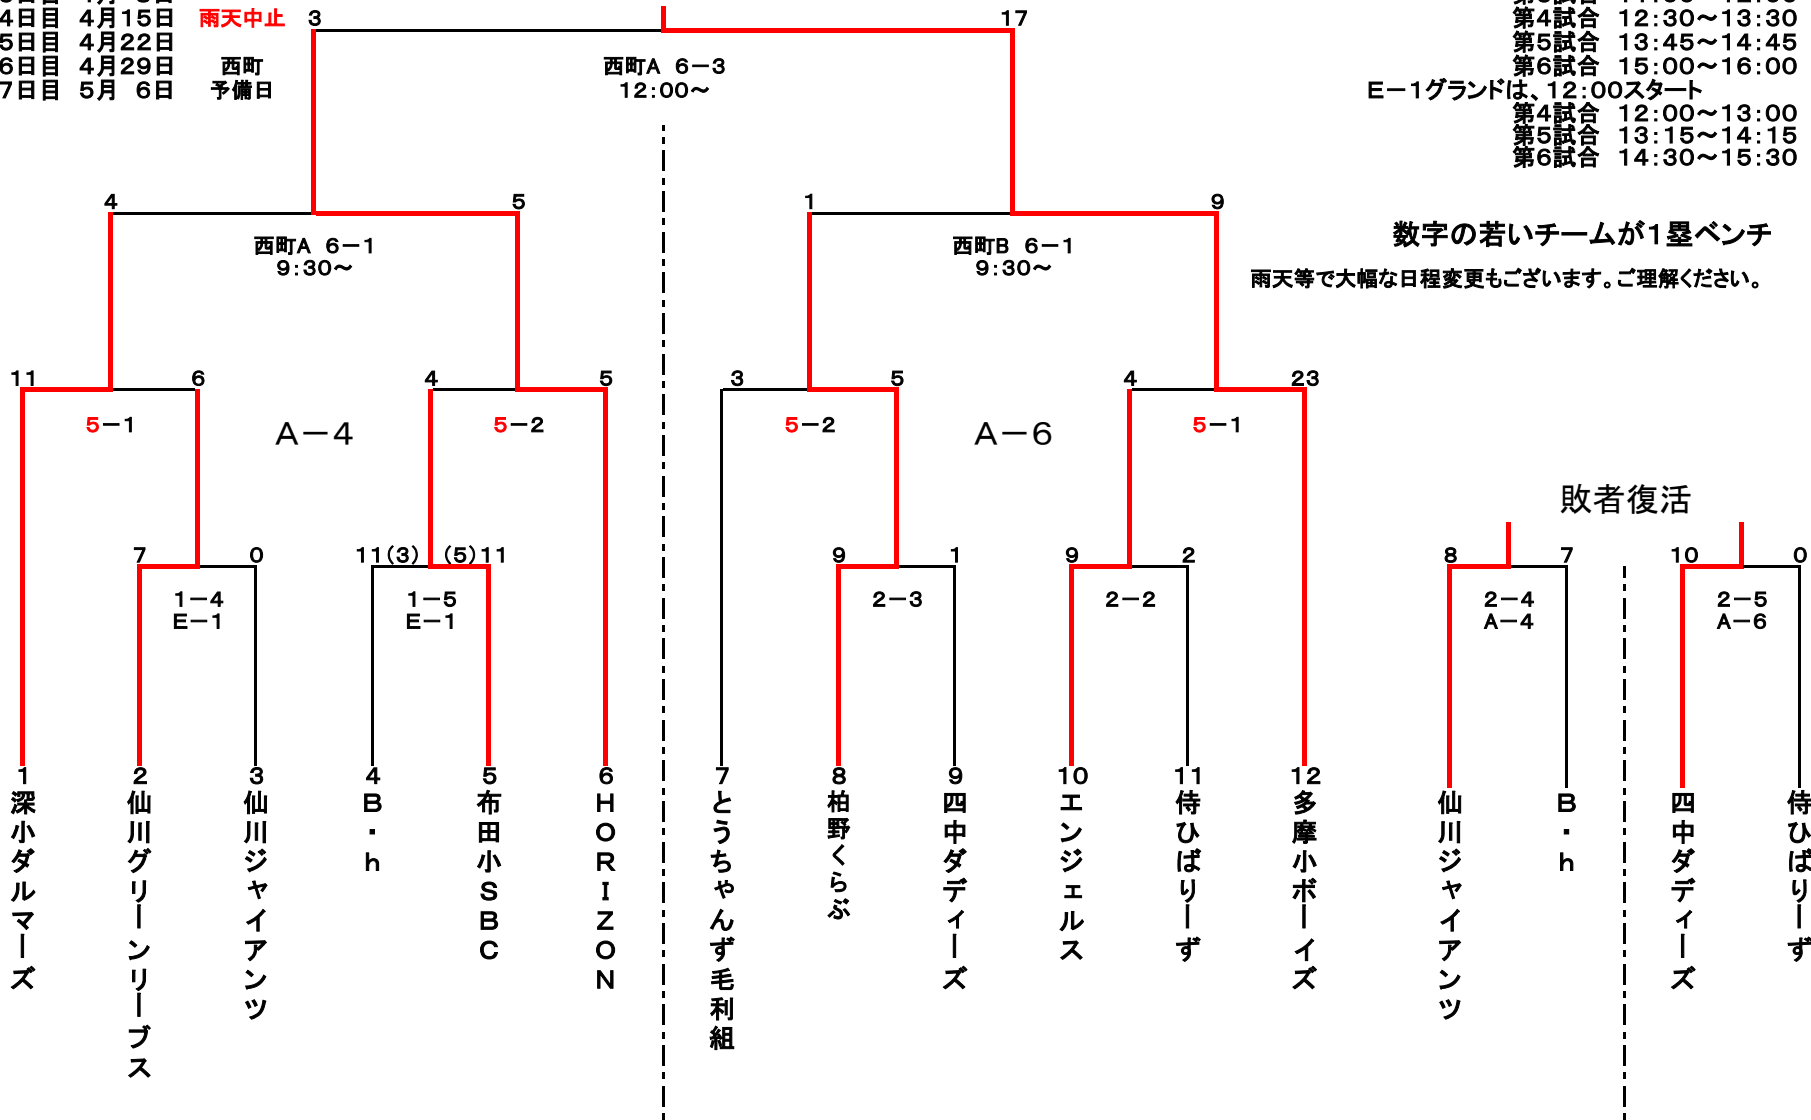 4日目 4月15日 雨天中止
5日目 4月22日
6日目 4月29日 西町
7日目 5月 6日 予備日
第4試合 12:30～13:30
第5試合 13:45～14:45
第6試合 15:00～16:00
E－1グランドは、12:00スタート
第4試合 12:00～13:00
第5試合 13:15～14:15
第6試合 14:30～15:30
数字の若いチームが1塁ベンチ
雨天等で大幅な日程変更もございます。ご理解ください。
3 17
西町A 6－3
12:00～
4 5 1 9
西町A 6－1
9:30～
西町B 6－1
9:30～
11 6 4 5 3 5 4 23
5－1 5－2 5－2 5－1
A－4 A－6
敗者復活
7 0 11(3) (5)11 9 1 9 2 8 7 10 0
1－4
E－1
1－5
E－1
2－3
2－2
2－4
A－4
2－5
A－6
1 深小ダルマーズ
2 仙川グリーンリーブス
3 仙川ジャイアンツ
4 B・h
5 布田小SBC
6 HORIZON
7 とうちゃんず毛利組
8 柏野くらぶ
9 四中ダディーズ
10 エンジェルス
11 侍ひばりーず
12 多摩小ボーイズ
仙川ジャイアンツ
B・h
四中ダディーズ
侍ひばりーず